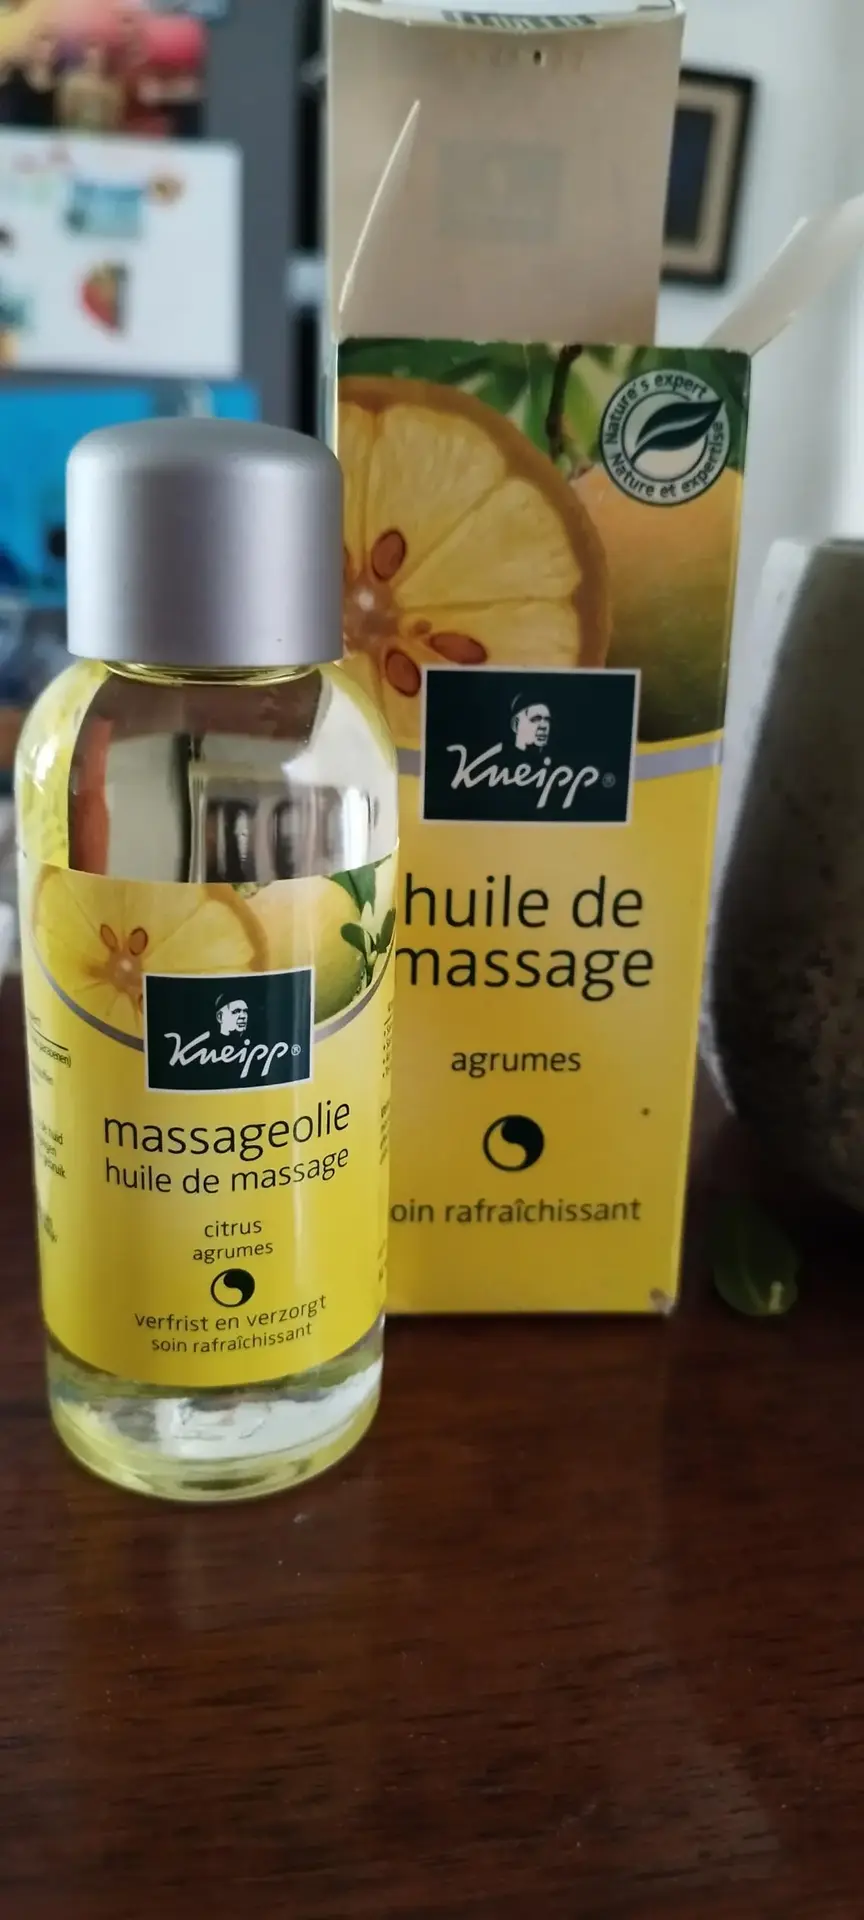 Nature's expert
Nature et expertise
Kneipp®
huile de
massage
agrumes
rafraîchissant
Kneipp®
massageolie
huile de massage
citrus
agrumes
verfrist en verzorgt
soin rafraîchissant